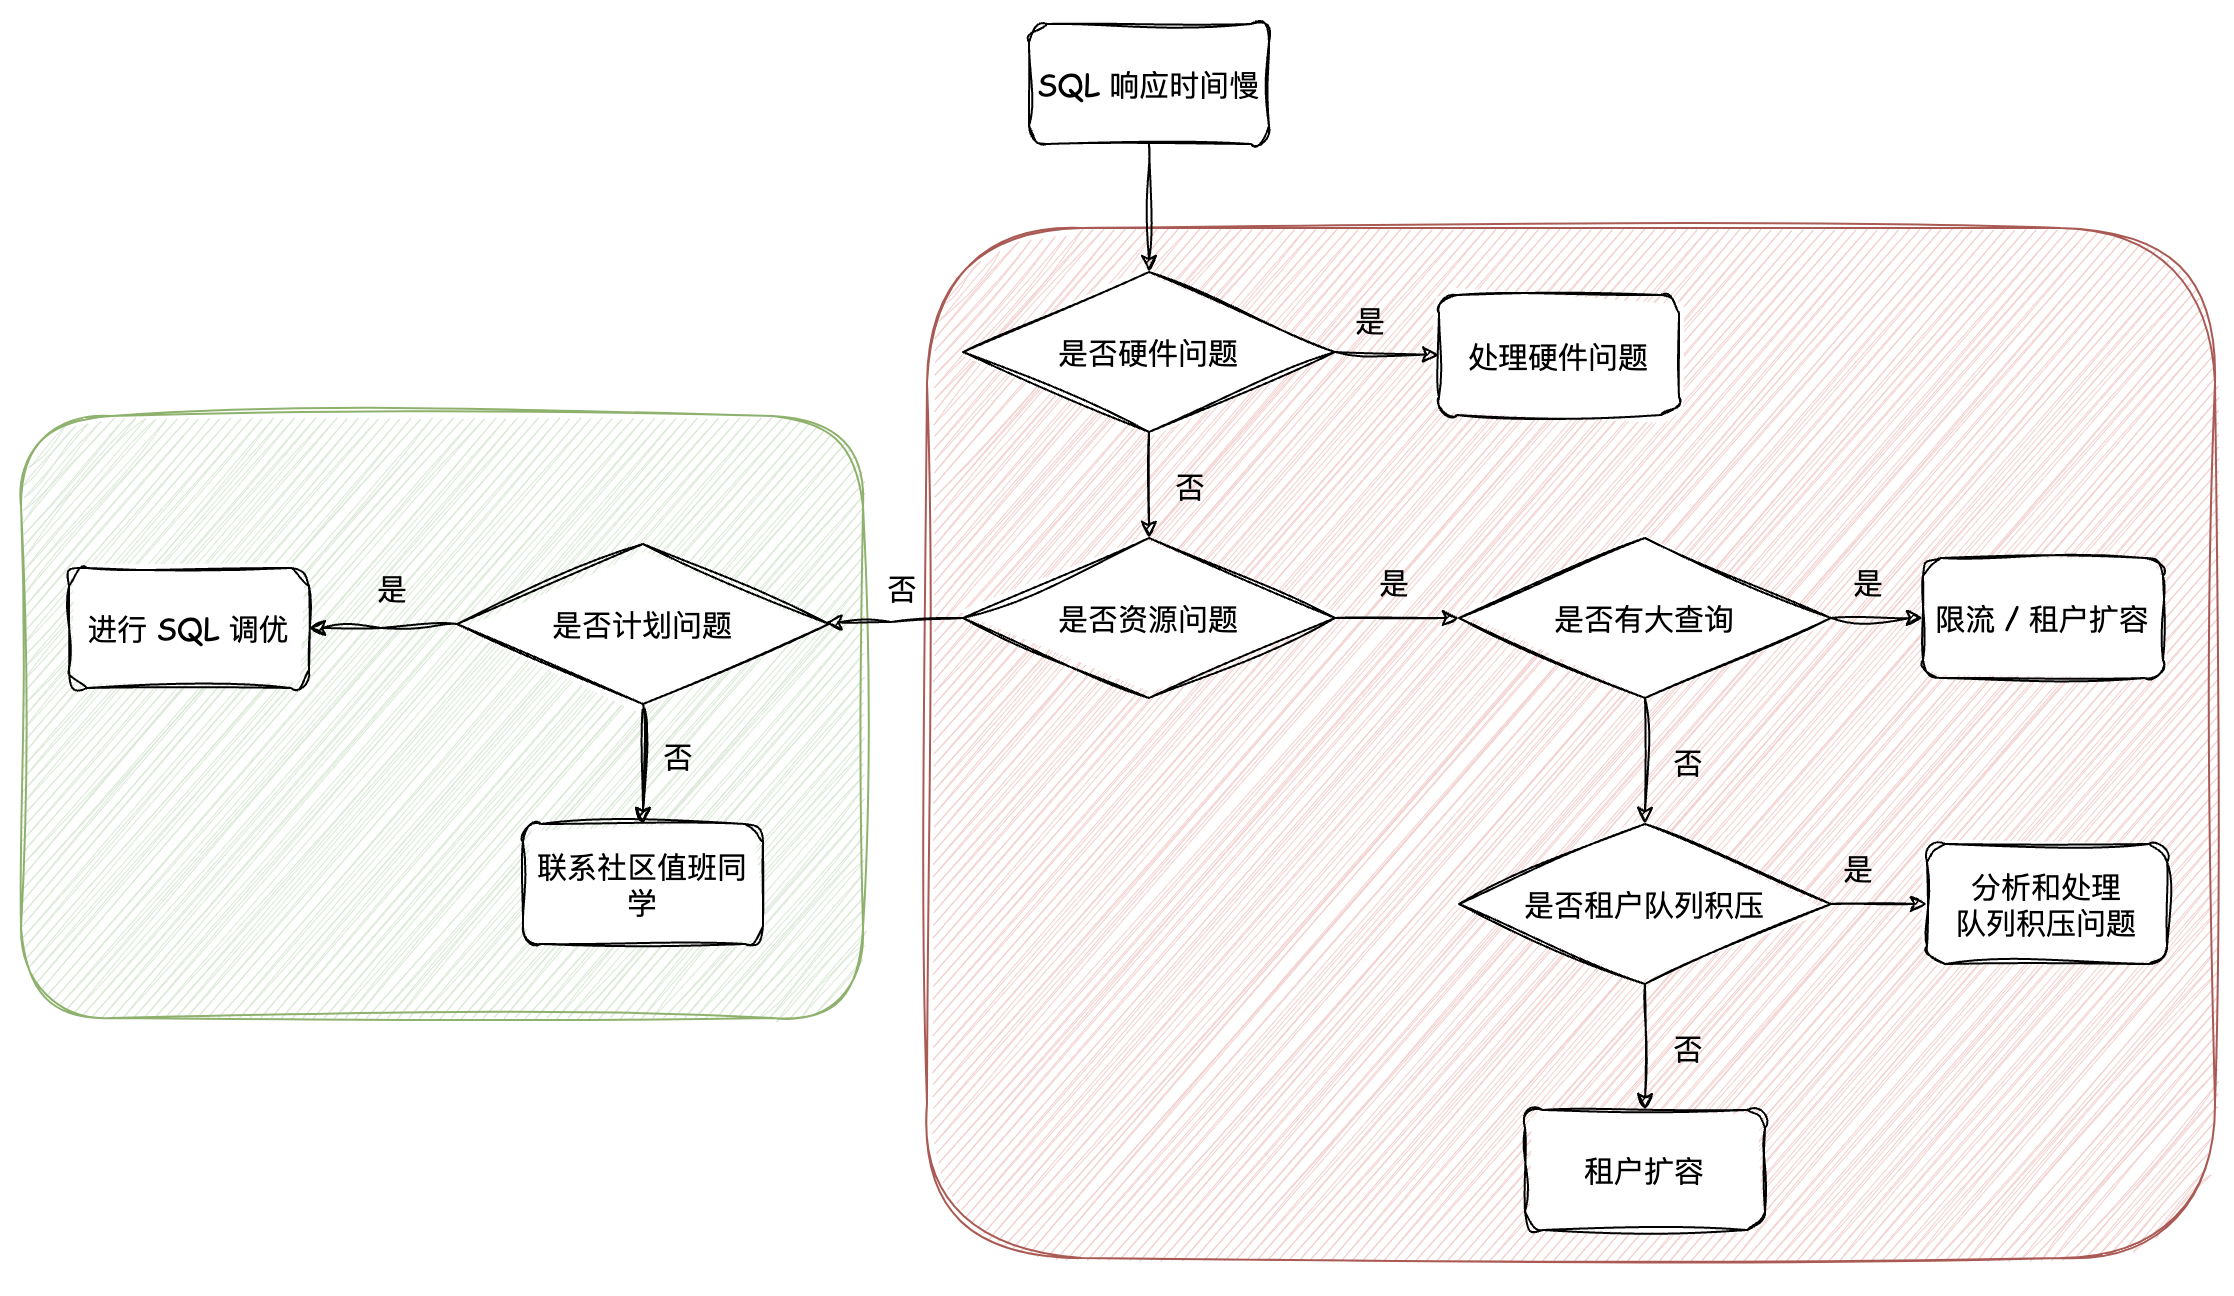 SQL 响应时间慢
是否硬件问题
是
处理硬件问题
否
是否资源问题
是
是否有大查询
是
限流 / 租户扩容
否
是否租户队列积压
是
分析和处理
队列积压问题
否
租户扩容
否
是否计划问题
是
进行 SQL 调优
否
联系社区值班同
学